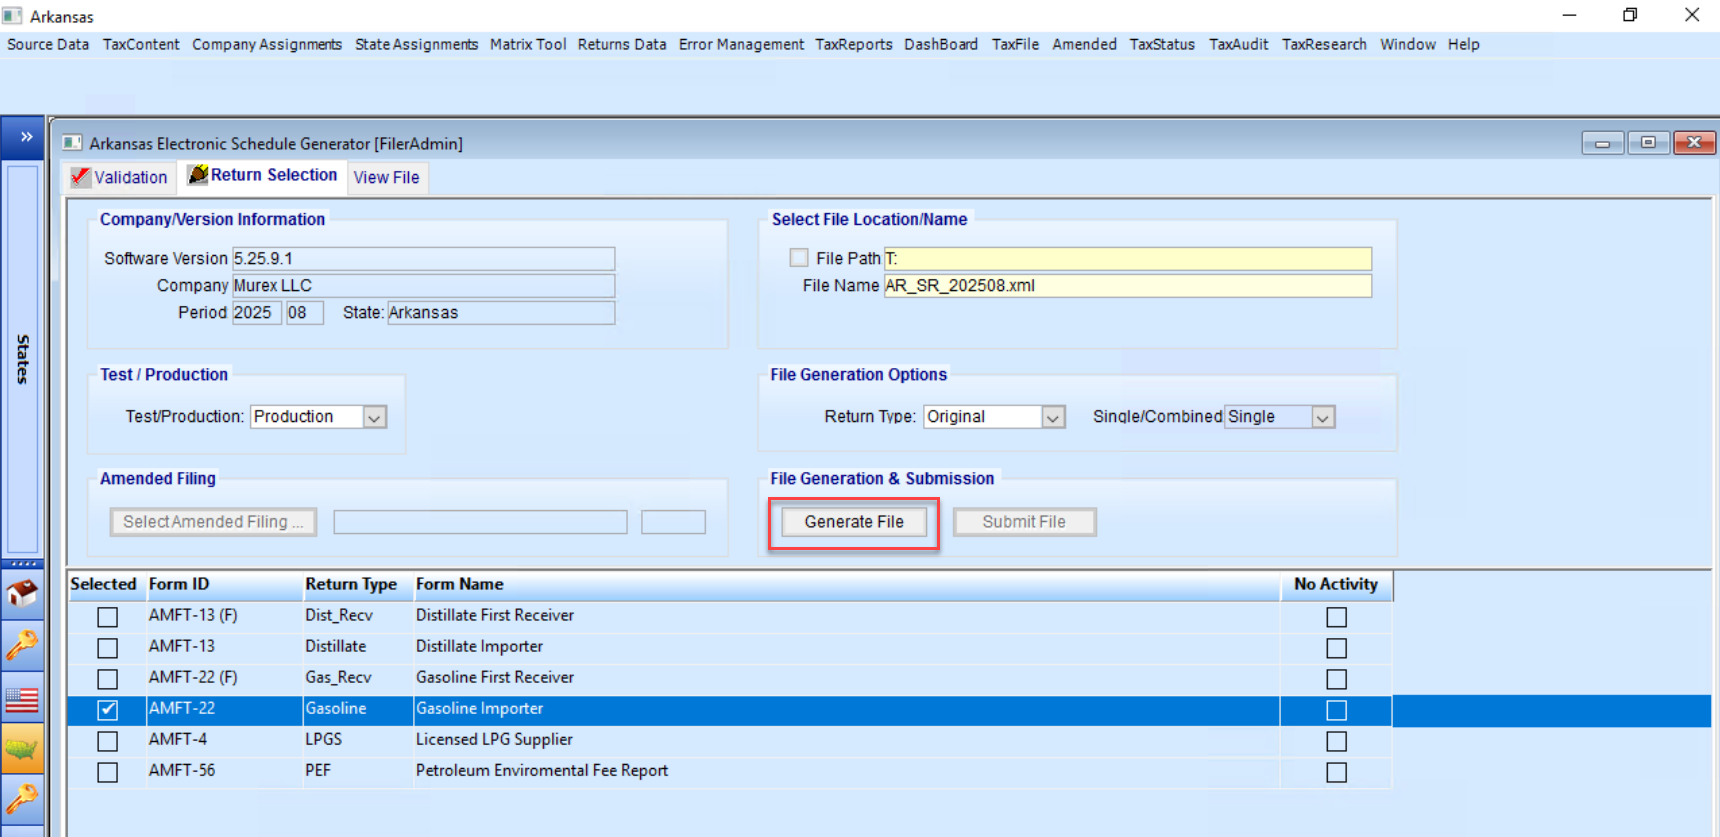 Arkansas
Source Data TaxContent Company Assignments State Assignments Matrix Tool Returns Data Error Management TaxReports DashBoard TaxFile Amended TaxStatus TaxAudit TaxResearch Window Help
»
States
Arkansas Electronic Schedule Generator [FilerAdmin]
Validation Return Selection View File
Company/Version Information
Software Version 5.25.9.1
Company Murex LLC
Period 2025 08 State: Arkansas
Select File Location/Name
File Path T:
File Name AR_SR_202508.xml
Test / Production
Test/Production: Production
File Generation Options
Return Type: Original Single/Combined Single
Amended Filing
Select Amended Filing ...
File Generation & Submission
Generate File Submit File
Selected Form ID Return Type Form Name No Activity
AMFT-13 (F) Dist_Recv Distillate First Receiver
AMFT-13 Distillate Distillate Importer
AMFT-22 (F) Gas_Recv Gasoline First Receiver
AMFT-22 Gasoline Gasoline Importer
AMFT-4 LPGS Licensed LPG Supplier
AMFT-56 PEF Petroleum Enviromental Fee Report